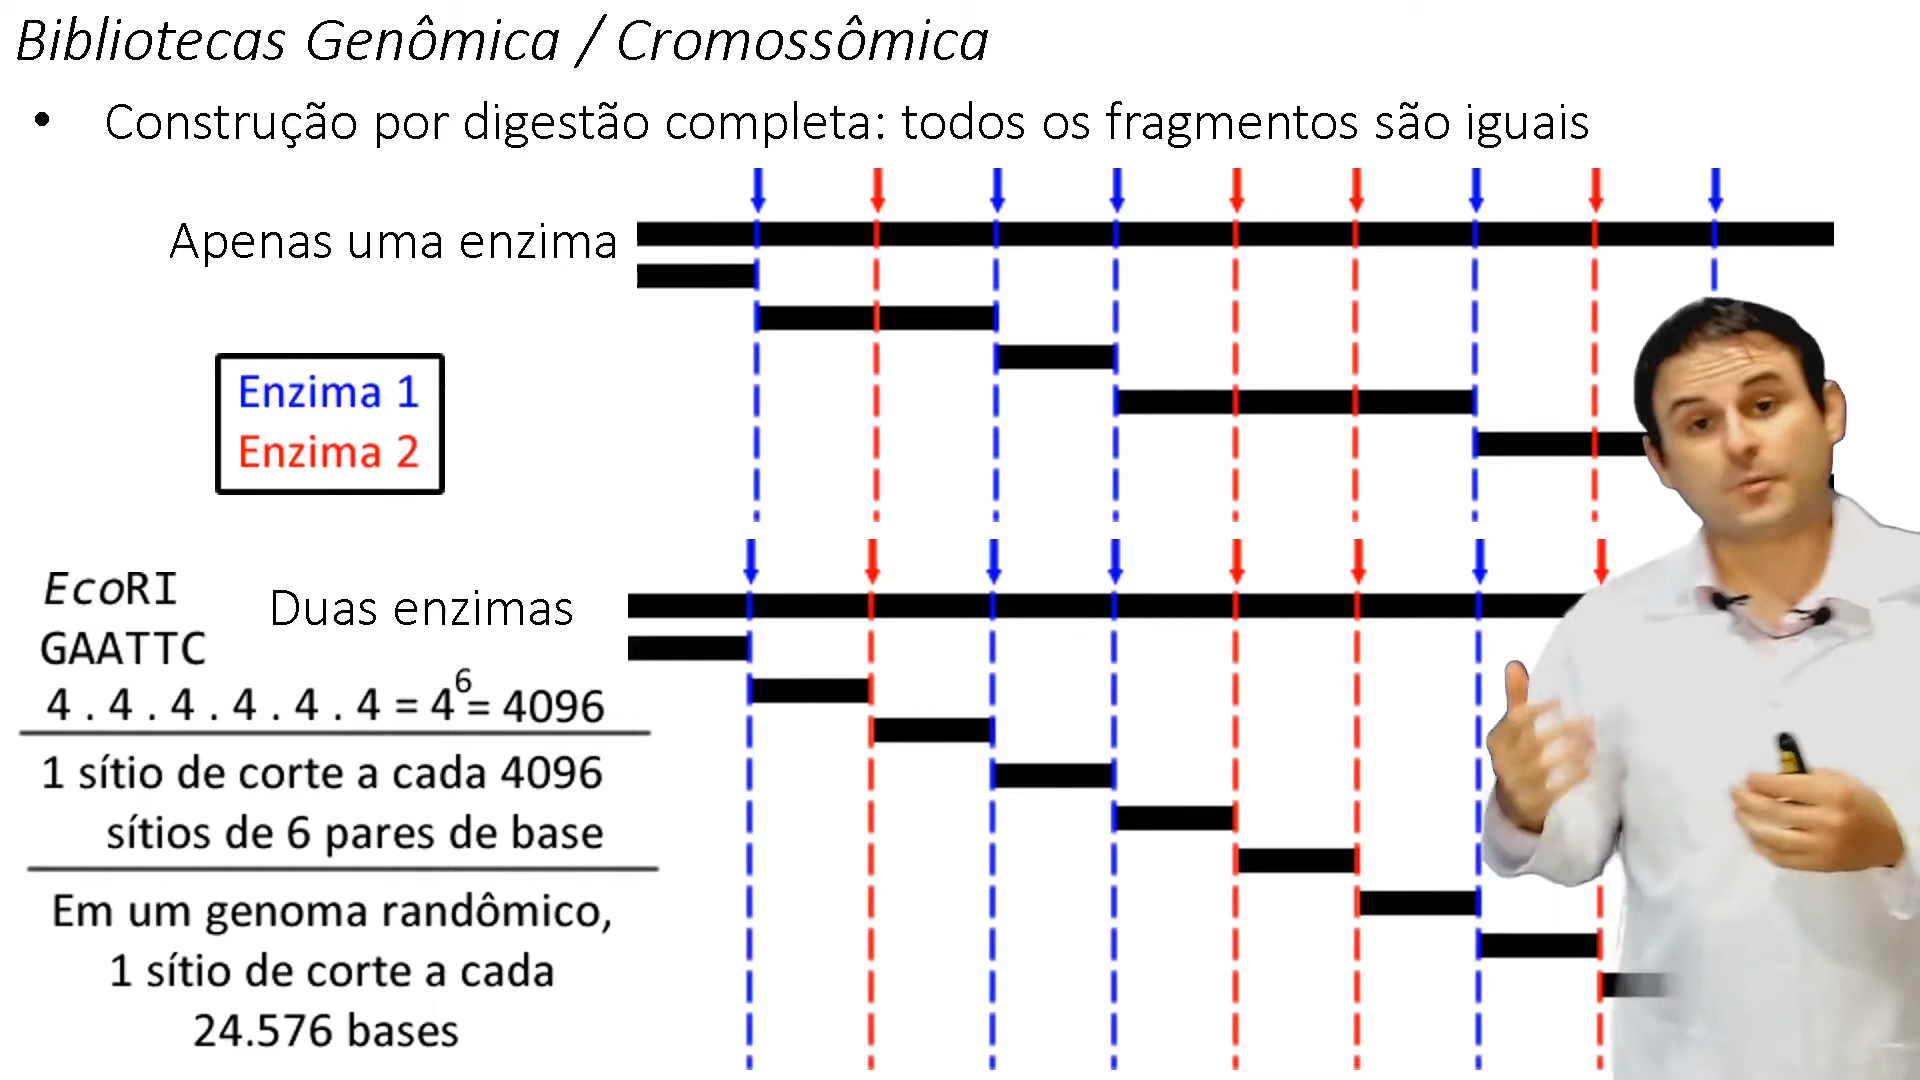 Bibliotecas Genômica / Cromossômica
• Construção por digestão completa: todos os fragmentos são iguais
Apenas uma enzima
Enzima 1
Enzima 2
EcoRI
GAATTC
Duas enzimas
4 . 4 . 4 . 4 . 4 . 4 = 4⁶= 4096
1 sítio de corte a cada 4096
sítios de 6 pares de base
Em um genoma randômico,
1 sítio de corte a cada
24.576 bases